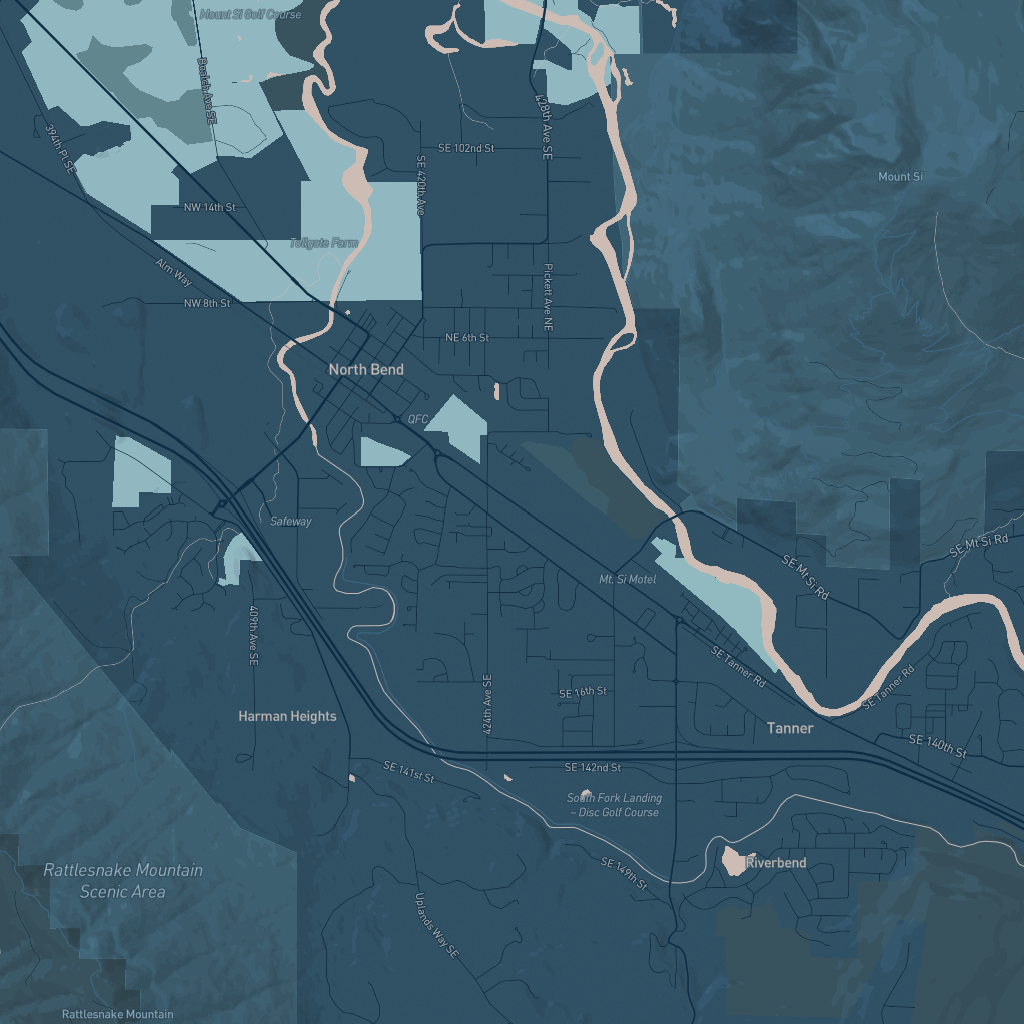 Mount Si Golf Course
Boalch Ave SE
428th Ave SE
394th Pl SE
SE 102nd St
SE 420th Ave
Mount Si
NW 14th St
Tollgate Farm
Alm Way
Pickett Ave NE
NW 8th St
NE 6th St
North Bend
QFC
Safeway
SE Mt Si Rd
SE Mt Si Rd
Mt. Si Motel
409th Ave SE
SE Tanner Rd
SE Tanner Rd
424th Ave SE
SE 16th St
Harman Heights
Tanner
SE 140th St
SE 141st St
SE 142nd St
South Fork Landing
– Disc Golf Course
Rattlesnake Mountain
Scenic Area
SE 149th St
Riverbend
Uplands Way SE
Rattlesnake Mountain